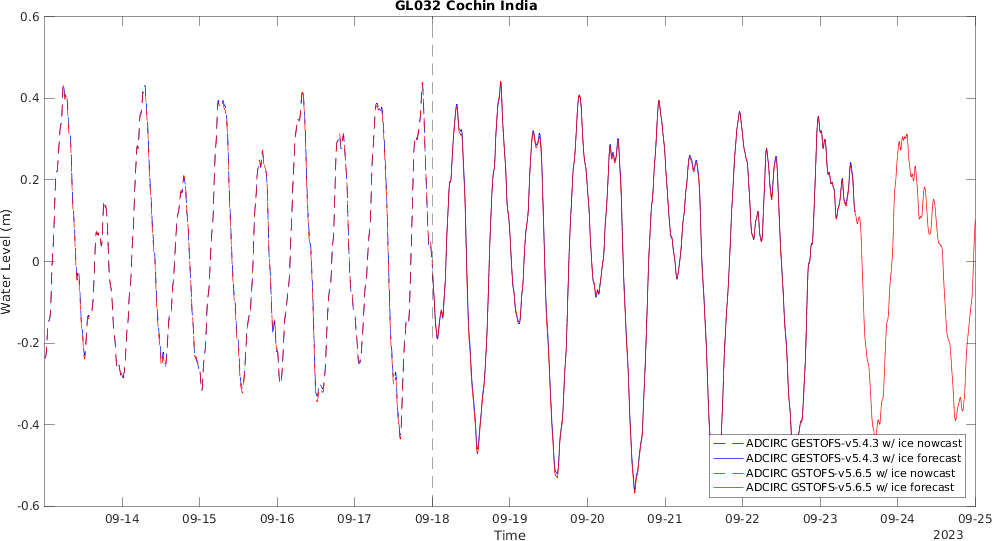 GL032 Cochin India
0.6
0.4
0.2
0
-0.2
-0.4
-0.6
Water Level (m)
ADCIRC GESTOFS-v5.4.3 w/ ice nowcast
ADCIRC GESTOFS-v5.4.3 w/ ice forecast
ADCIRC GSTOFS-v5.6.5 w/ ice nowcast
ADCIRC GSTOFS-v5.6.5 w/ ice forecast
09-14 09-15 09-16 09-17 09-18 09-19 09-20 09-21 09-22 09-23 09-24 09-25
Time
2023